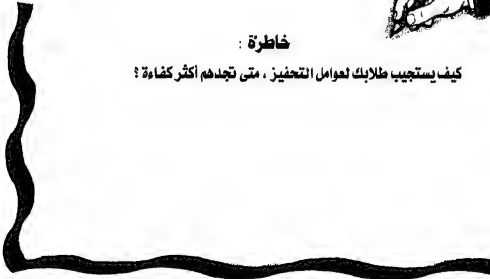 خاطرة :
كيف يستجيب طلابك لعوامل التحفيز ، متى تجدهم أكثر كفاءة ؟